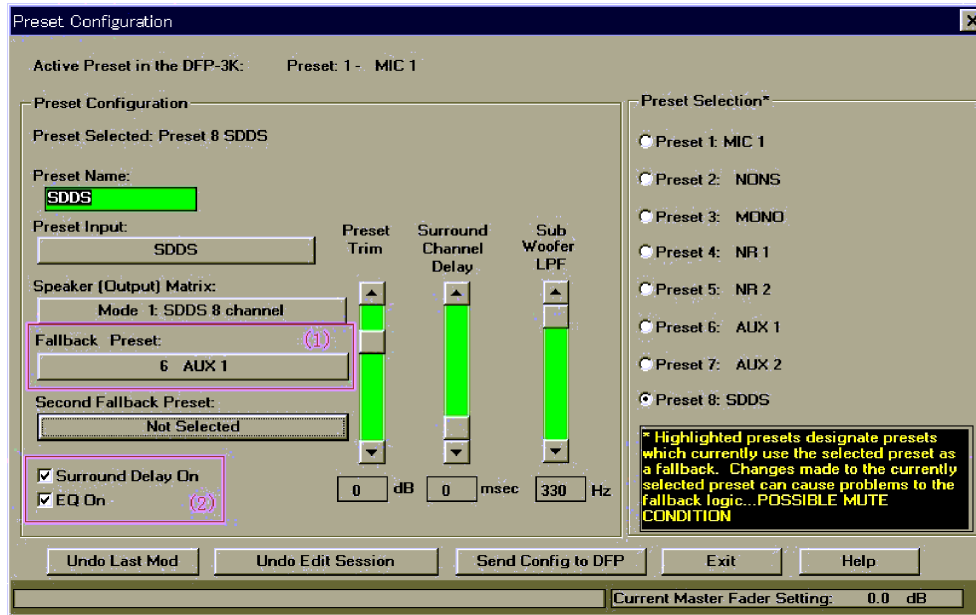 Preset Configuration
Active Preset in the DFP-3K: Preset: 1 - MIC 1
Preset Configuration
Preset Selected: Preset 8 SDDS
Preset Name:
SDDS
Preset Input:
SDDS
Speaker (Output) Matrix:
Mode 1: SDDS 8 channel
Fallback Preset: (1)
6 AUX 1
Second Fallback Preset:
Not Selected
Surround Delay On
EQ On (2)
Preset
Trim
0 dB
Surround
Channel
Delay
0 msec
Sub
Woofer
LPF
330 Hz
Preset Selection*
Preset 1: MIC 1
Preset 2: NONS
Preset 3: MONO
Preset 4: NR 1
Preset 5: NR 2
Preset 6: AUX 1
Preset 7: AUX 2
Preset 8: SDDS
* Highlighted presets designate presets
which currently use the selected preset as
a fallback. Changes made to the currently
selected preset can cause problems to the
fallback logic...POSSIBLE MUTE
CONDITION
Undo Last Mod
Undo Edit Session
Send Config to DFP
Exit
Help
Current Master Fader Setting: 0.0 dB